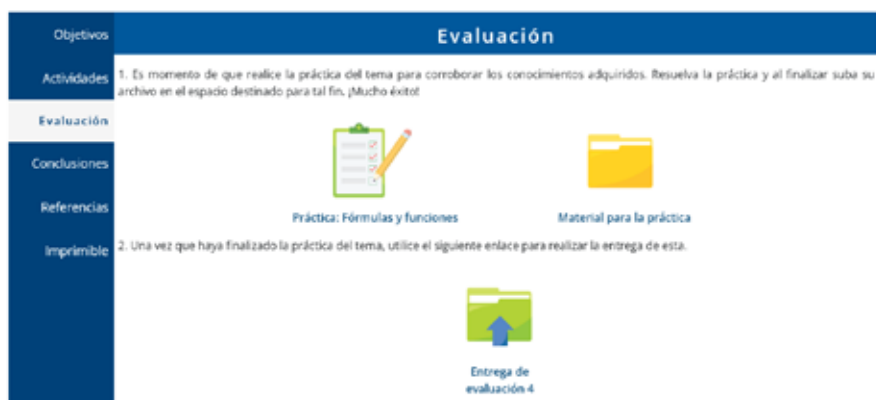 Objetivos
Actividades
Evaluación
Conclusiones
Referencias
Imprimible
Evaluación
1. Es momento de que realice la práctica del tema para corroborar los conocimientos adquiridos. Resuelva la práctica y al finalizar suba su
archivo en el espacio destinado para tal fin. ¡Mucho éxito!
Práctica: Fórmulas y funciones
Material para la práctica
2. Una vez que haya finalizado la práctica del tema, utilice el siguiente enlace para realizar la entrega de esta.
Entrega de
evaluación 4